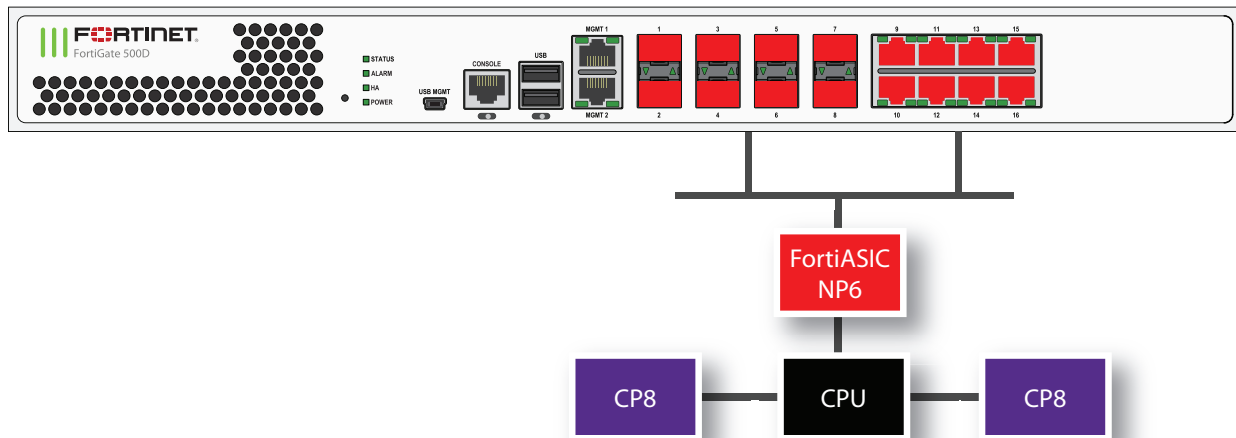 FORTINET
FortiGate 500D
STATUS
ALARM
HA
POWER
USB MGMT
CONSOLE
USB
MGMT 1
MGMT 2
1 3 5 7 9 11 13 15
2 4 6 8 10 12 14 16
FortiASIC
NP6
CP8 CPU CP8